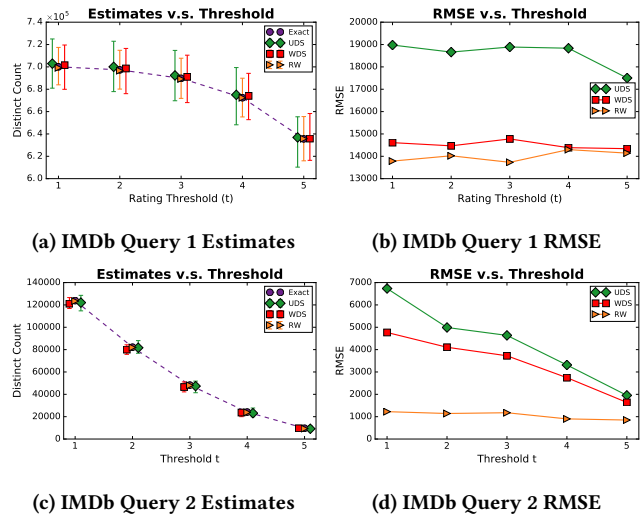 Estimates v.s. Threshold
x10⁵
Distinct Count
7.4
7.2
7.0
6.8
6.6
6.4
6.2
6.0
1 2 3 4 5
Rating Threshold (t)
Exact
UDS
WDS
RW
(a) IMDb Query 1 Estimates
RMSE v.s. Threshold
RMSE
20000
19000
18000
17000
16000
15000
14000
13000
12000
1 2 3 4 5
Rating Threshold (t)
UDS
WDS
RW
(b) IMDb Query 1 RMSE
Estimates v.s. Threshold
Distinct Count
140000
120000
100000
80000
60000
40000
20000
0
1 2 3 4 5
Threshold t
Exact
UDS
WDS
RW
(c) IMDb Query 2 Estimates
RMSE v.s. Threshold
RMSE
7000
6000
5000
4000
3000
2000
1000
0
1 2 3 4 5
Threshold t
UDS
WDS
RW
(d) IMDb Query 2 RMSE